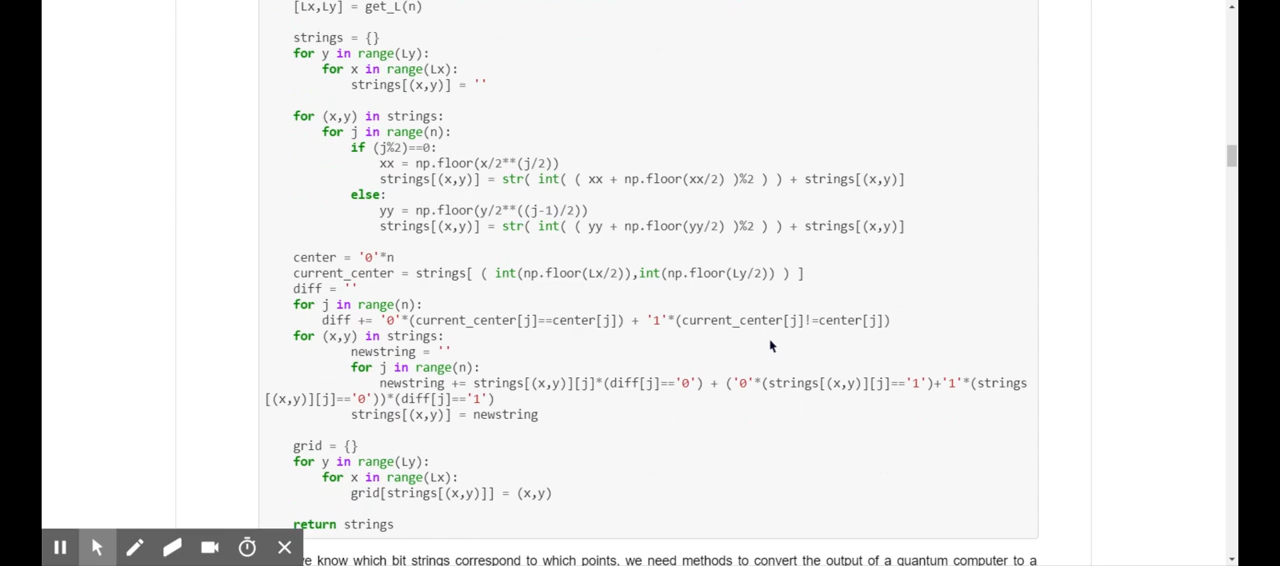 [Lx,Ly] = get_L(n)
strings = {}
for y in range(Ly):
for x in range(Lx):
strings[(x,y)] = ''
for (x,y) in strings:
for j in range(n):
if (j%2)==0:
xx = np.floor(x/2**(j/2))
strings[(x,y)] = str( int( ( xx + np.floor(xx/2) )%2 ) ) + strings[(x,y)]
else:
yy = np.floor(y/2**((j-1)/2))
strings[(x,y)] = str( int( ( yy + np.floor(yy/2) )%2 ) ) + strings[(x,y)]
center = '0'*n
current_center = strings[ ( int(np.floor(Lx/2)),int(np.floor(Ly/2)) ) ]
diff = ''
for j in range(n):
diff += '0'*(current_center[j]==center[j]) + '1'*(current_center[j]!=center[j])
for (x,y) in strings:
newstring = ''
for j in range(n):
newstring += strings[(x,y)][j]*(diff[j]=='0') + ('0'*(strings[(x,y)][j]=='1')+'1'*(strings
[(x,y)][j]=='0'))*(diff[j]=='1')
strings[(x,y)] = newstring
grid = {}
for y in range(Ly):
for x in range(Lx):
grid[strings[(x,y)]] = (x,y)
return strings
we know which bit strings correspond to which points, we need methods to convert the output of a quantum computer to a